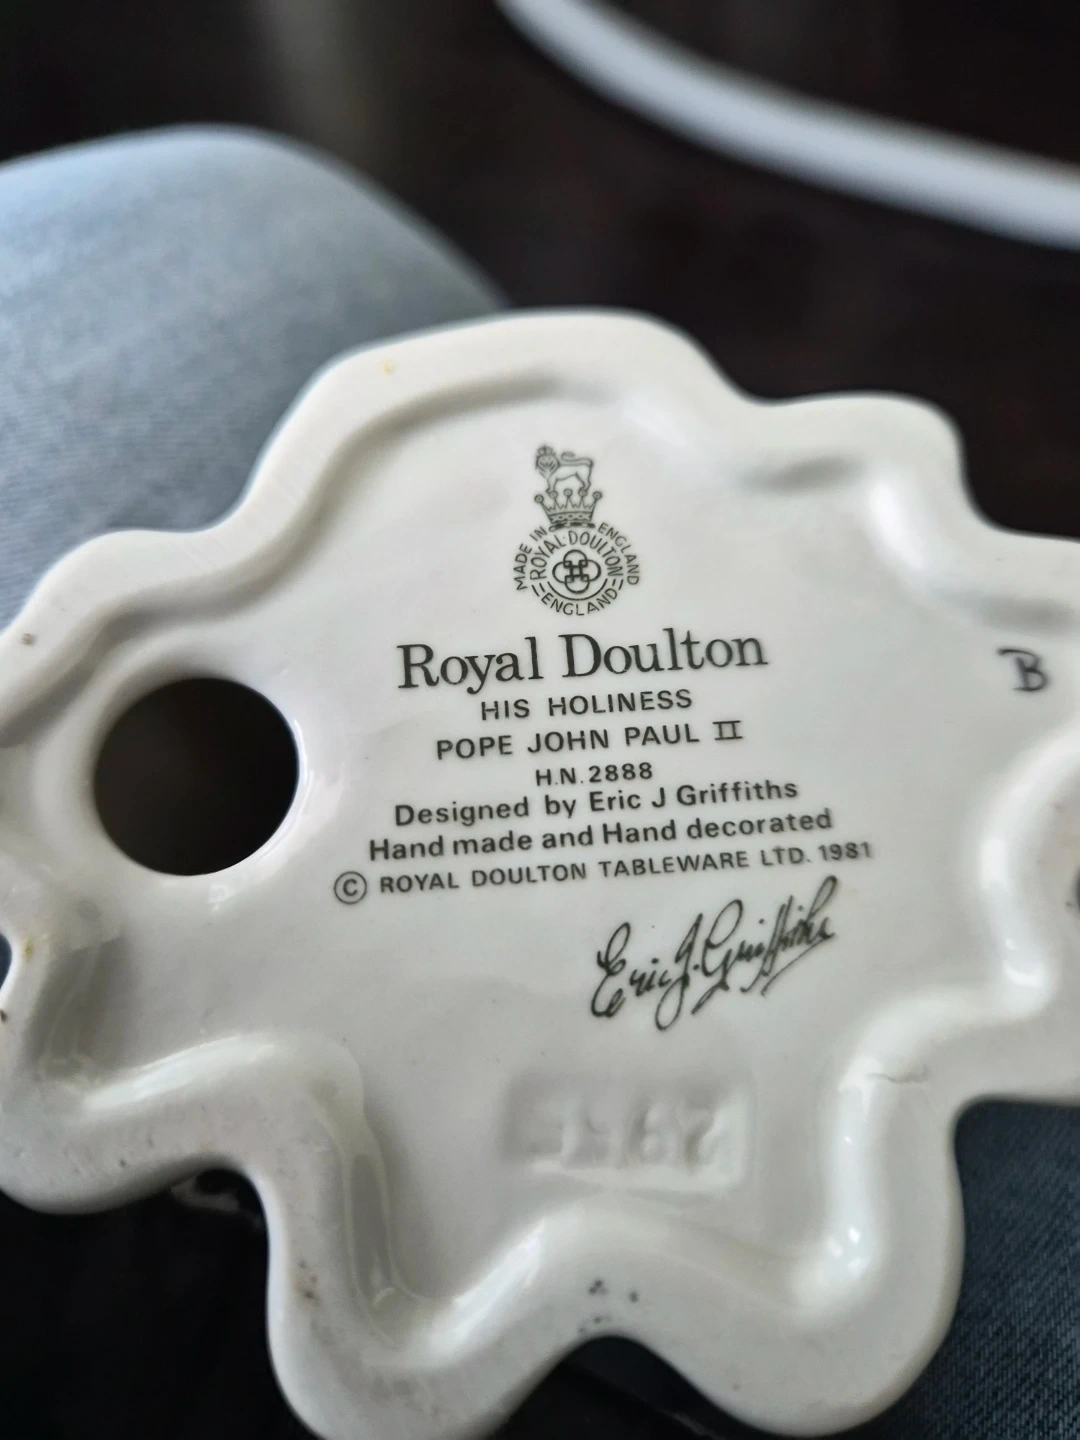 MADE IN ENGLAND
ROYAL·DOULTON
ENGLAND
Royal Doulton
HIS HOLINESS
POPE JOHN PAUL II
H.N. 2888
Designed by Eric J Griffiths
Hand made and Hand decorated
© ROYAL DOULTON TABLEWARE LTD. 1981
Eric J. Griffiths
B